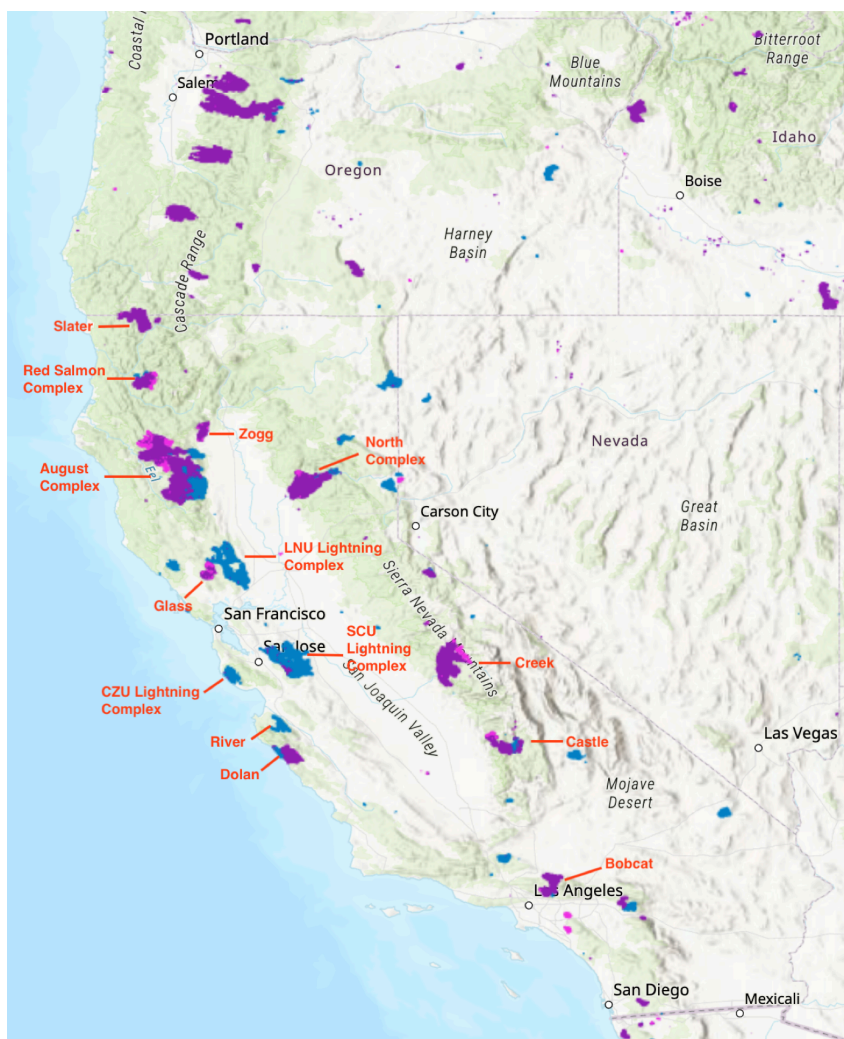 Coastal
Portland
Salem
Blue
Mountains
Bitterroot
Range
Idaho
Oregon
Boise
Harney
Basin
Cascade Range
Slater
Red Salmon
Complex
Zogg
North
Complex
Nevada
August
Complex
Eel
Great
Basin
Carson City
LNU Lightning
Complex
Glass
Sierra Nevada Mountains
San Francisco
San Jose
SCU
Lightning
Complex
Creek
CZU Lightning
Complex
San Joaquin Valley
River
Castle
Las Vegas
Dolan
Mojave
Desert
Bobcat
Los Angeles
San Diego
Mexicali